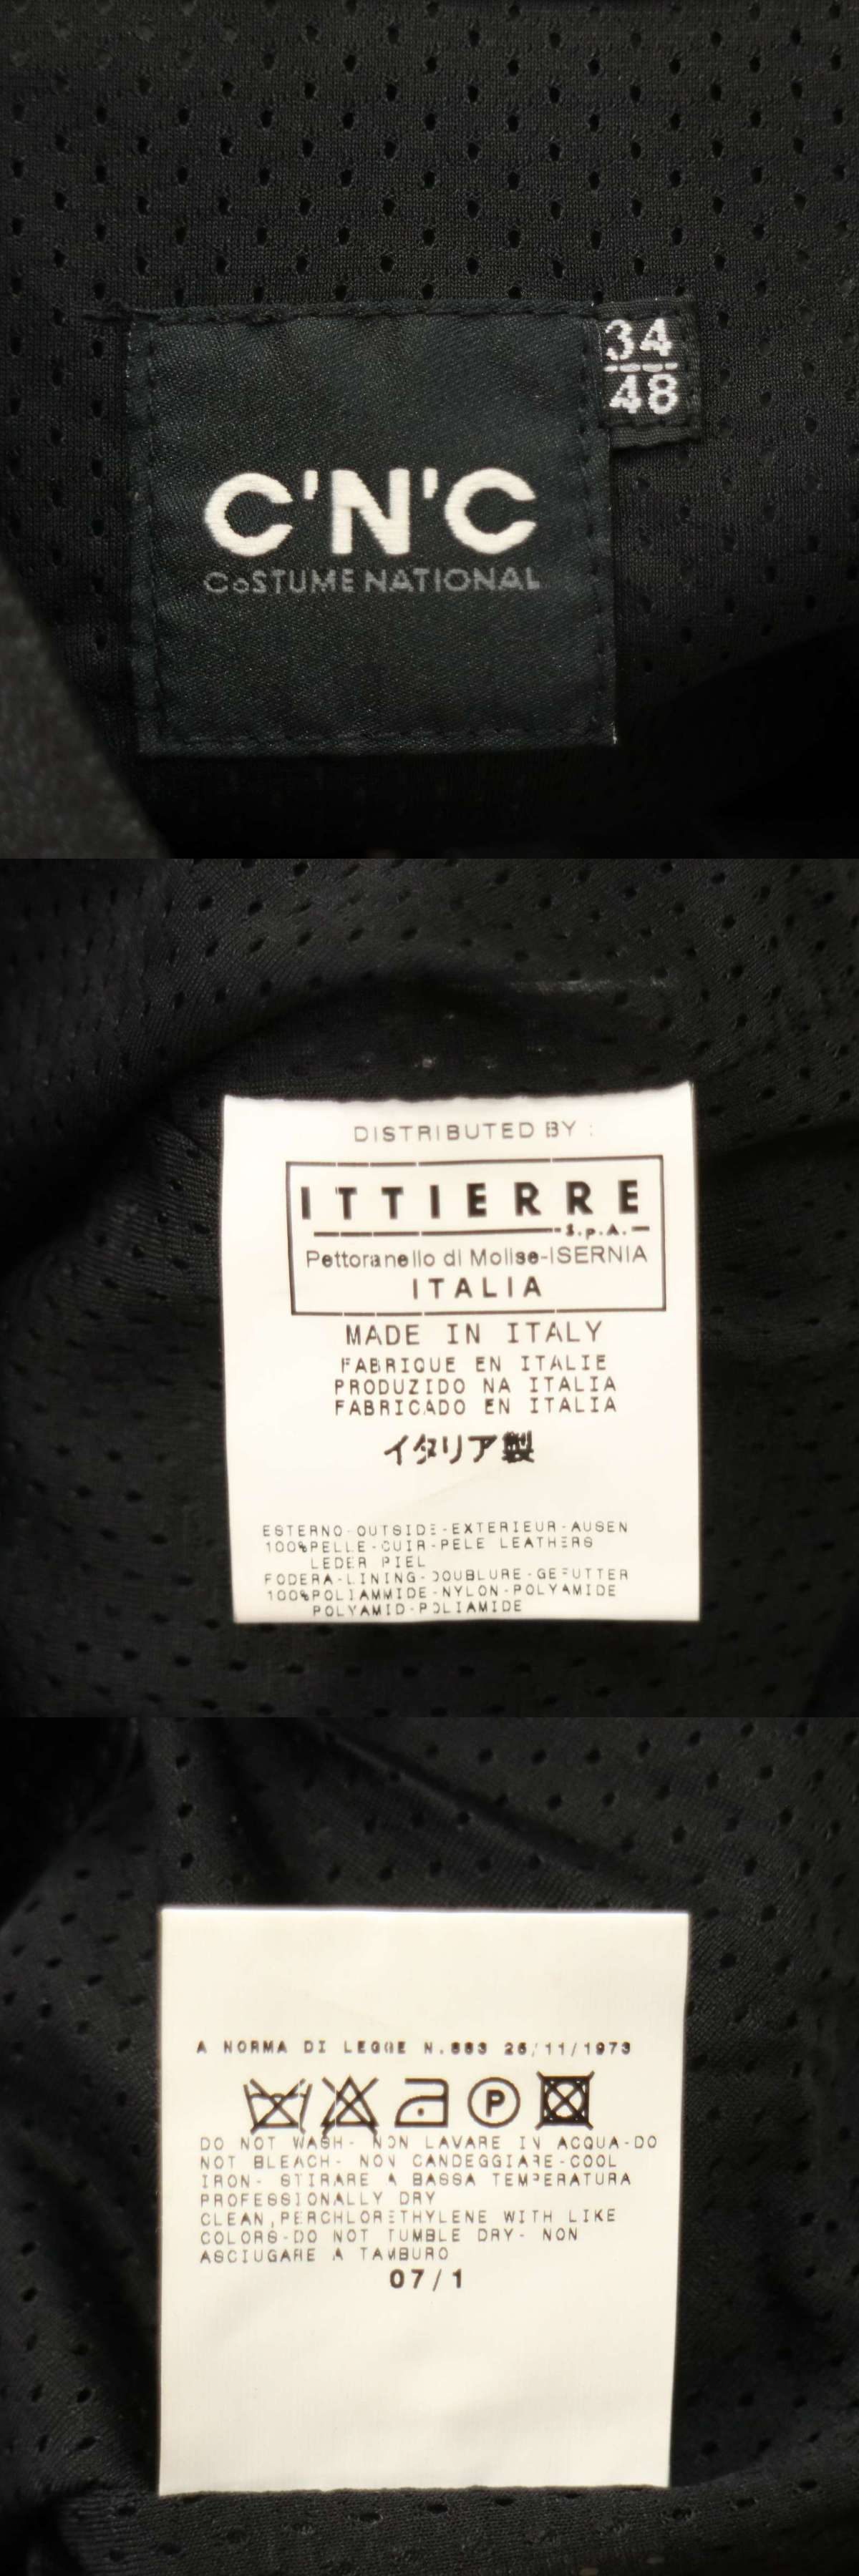 34
48
C'N'C
CoSTUME NATIONAL
DISTRIBUTED BY :
ITTIERRE
S.p.A.
Pettoranello di Molise-ISERNIA
ITALIA
MADE IN ITALY
FABRIQUE EN ITALIE
PRODUZIDO NA ITALIA
FABRICADO EN ITALIA
イタリア製
ESTERNO-OUTSIDE-EXTERIEUR-AUSEN
100%PELLE-CUIR-PELE LEATHERS
LEDER PIEL
FODERA-LINING-DOUBLURE-GEFUTTER
100%POLIAMMIDE-NYLON-POLYAMIDE
POLYAMID-POLIAMIDE
A NORMA DI LEGGE N.883 26/11/1973
P
DO NOT WASH- NON LAVARE IN ACQUA-DO
NOT BLEACH- NON CANDEGGIARE-COOL
IRON- STIRARE A BASSA TEMPERATURA
PROFESSIONALLY DRY
CLEAN,PERCHLORETHYLENE WITH LIKE
COLORS-DO NOT TUMBLE DRY- NON
ASCIUGARE A TAMBURO
07/1